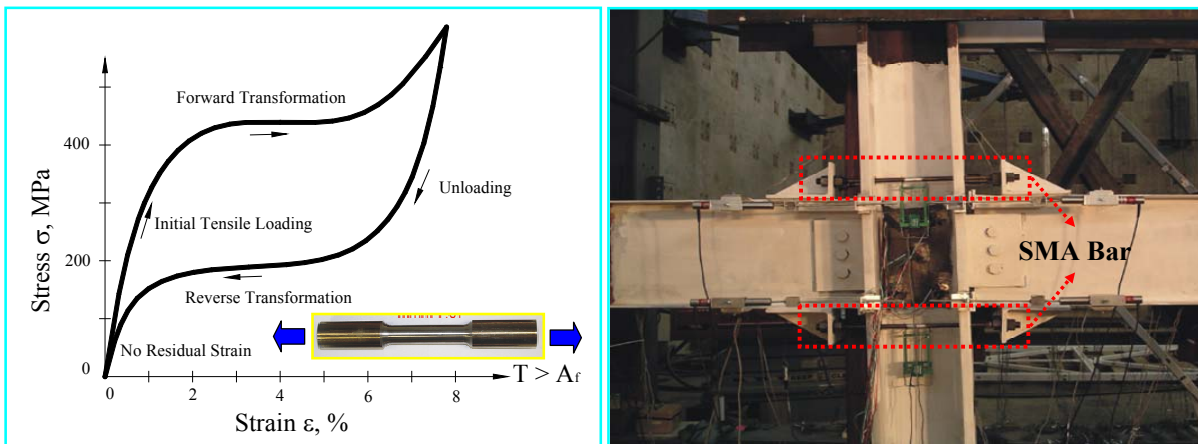 Stress σ, MPa
400
200
0
Forward Transformation
Unloading
Initial Tensile Loading
Reverse Transformation
No Residual Strain
0
2
4
6
8
T > Af
Strain ε, %
SMA Bar